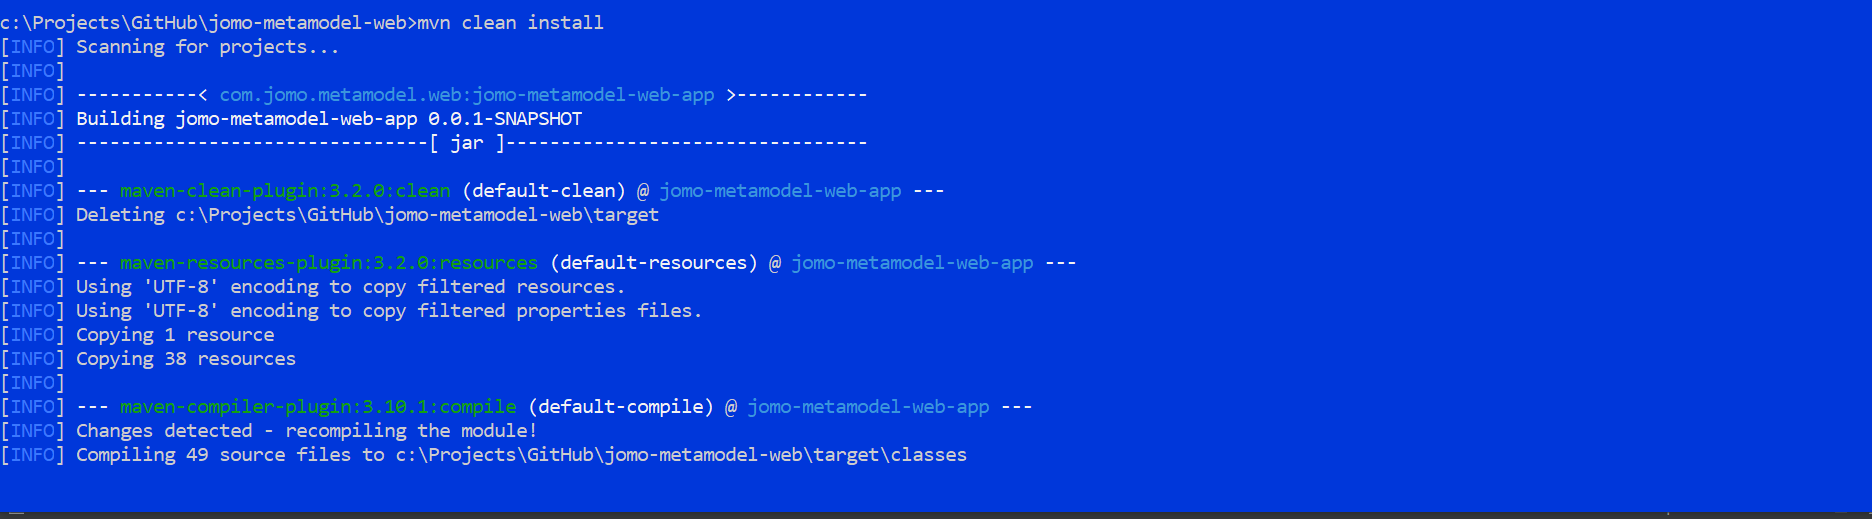 c:\Projects\GitHub\jomo-metamodel-web>mvn clean install
[INFO] Scanning for projects...
[INFO]
[INFO] -----------< com.jomo.metamodel.web:jomo-metamodel-web-app >------------
[INFO] Building jomo-metamodel-web-app 0.0.1-SNAPSHOT
[INFO] --------------------------------[ jar ]---------------------------------
[INFO]
[INFO] --- maven-clean-plugin:3.2.0:clean (default-clean) @ jomo-metamodel-web-app ---
[INFO] Deleting c:\Projects\GitHub\jomo-metamodel-web\target
[INFO]
[INFO] --- maven-resources-plugin:3.2.0:resources (default-resources) @ jomo-metamodel-web-app ---
[INFO] Using 'UTF-8' encoding to copy filtered resources.
[INFO] Using 'UTF-8' encoding to copy filtered properties files.
[INFO] Copying 1 resource
[INFO] Copying 38 resources
[INFO]
[INFO] --- maven-compiler-plugin:3.10.1:compile (default-compile) @ jomo-metamodel-web-app ---
[INFO] Changes detected - recompiling the module!
[INFO] Compiling 49 source files to c:\Projects\GitHub\jomo-metamodel-web\target\classes